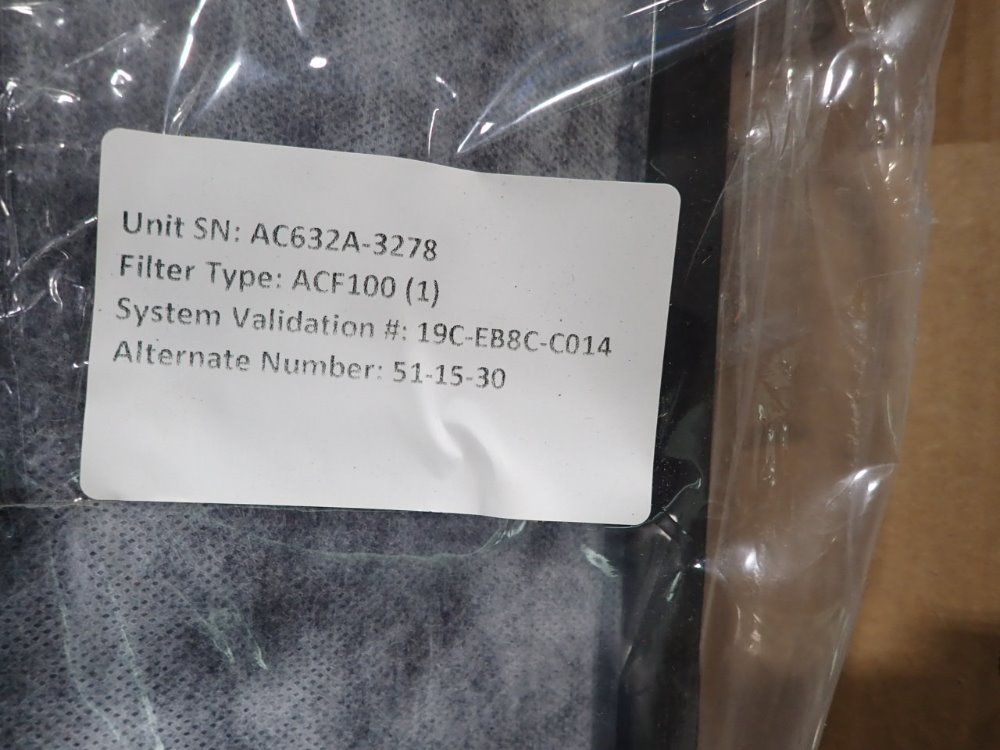 Unit SN: AC632A-3278
Filter Type: ACF100 (1)
System Validation #: 19C-EB8C-C014
Alternate Number: 51-15-30